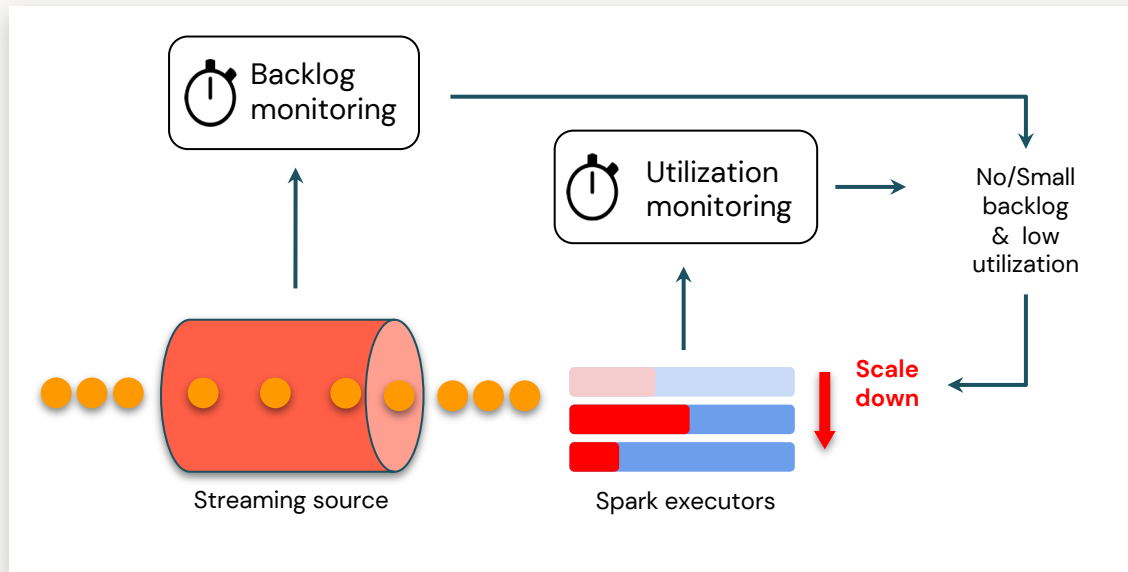 Backlog
monitoring
Utilization
monitoring
No/Small
backlog
& low
utilization
Scale
down
Streaming source
Spark executors